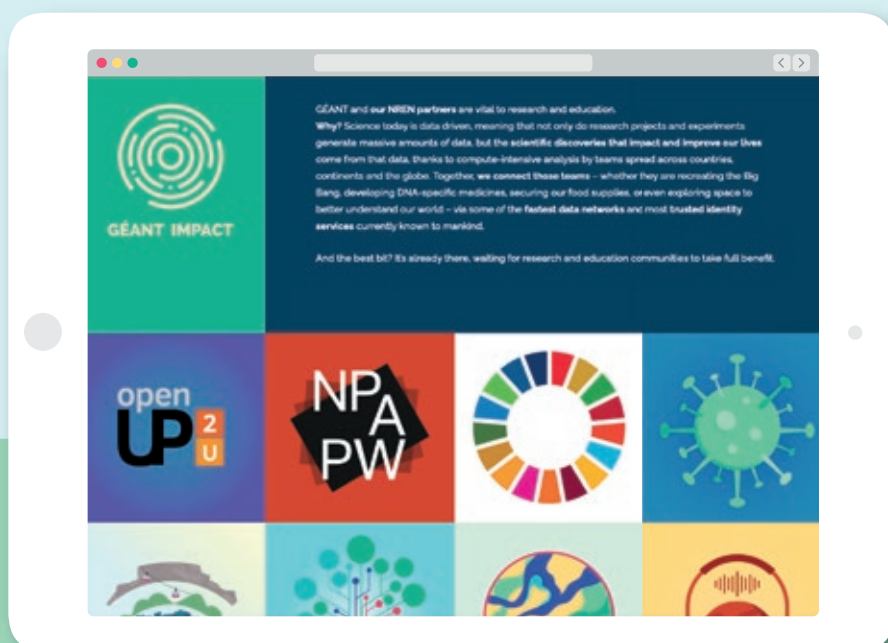 GÉANT IMPACT
GÉANT and our NREN partners are vital to research and education.
Why? Science today is data driven, meaning that not only do research projects and experiments
generate massive amounts of data, but the scientific discoveries that impact and improve our lives
come from that data, thanks to compute-intensive analysis by teams spread across countries,
continents and the globe. Together, we connect those teams – whether they are recreating the Big
Bang, developing DNA-specific medicines, securing our food supplies, or even exploring space to
better understand our world – via some of the fastest data networks and most trusted identity
services currently known to mankind.
And the best bit? It's already there, waiting for research and education communities to take full benefit.
open
UP2U
NP
A
PW